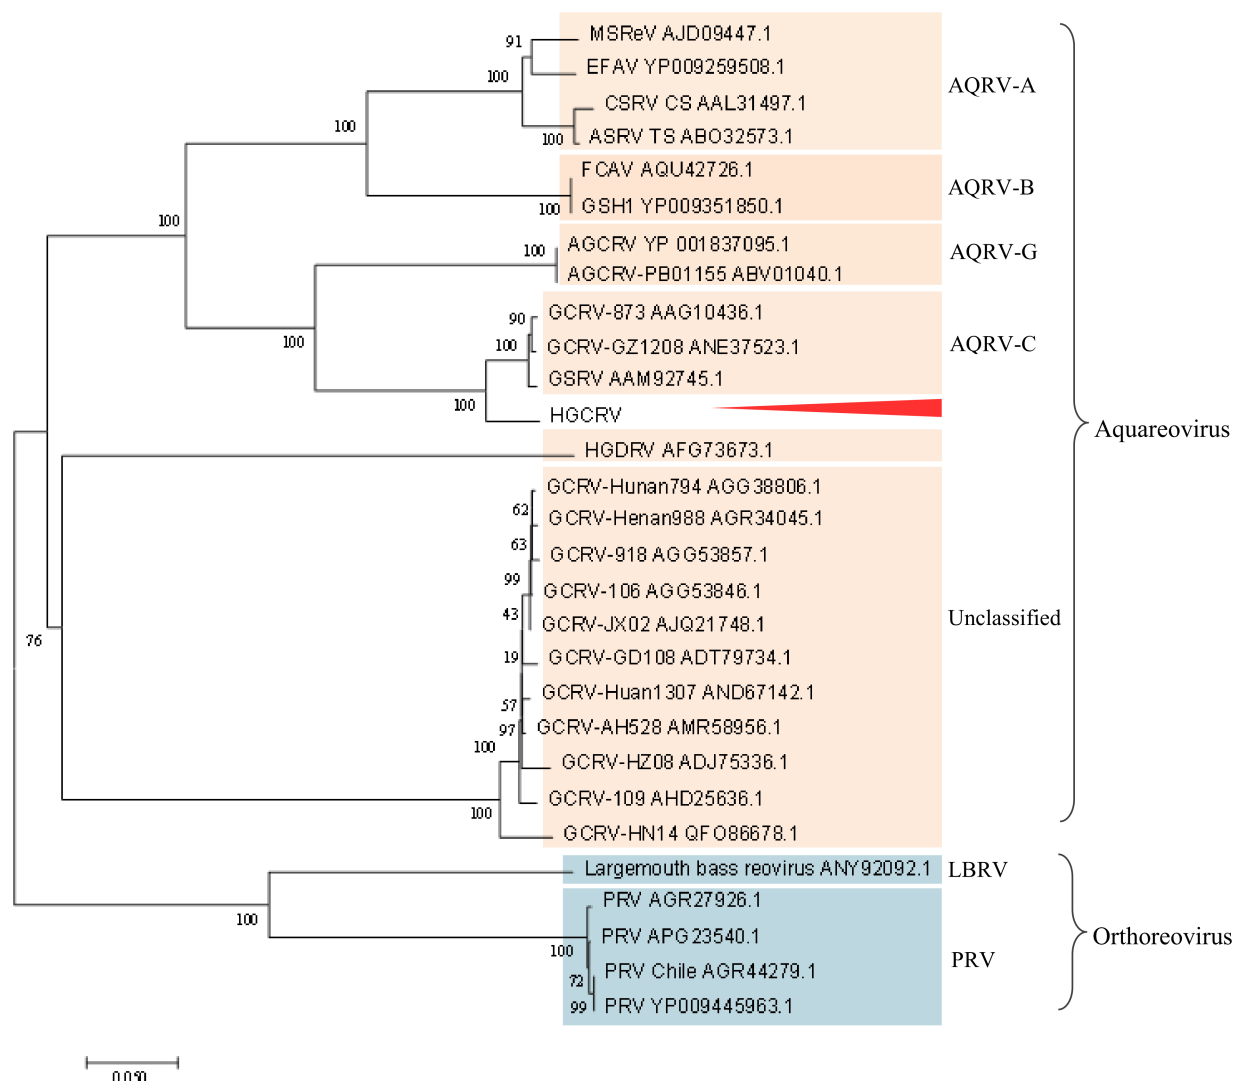 MSReV AJD09447.1
91
EFAV YP009259508.1
100
AQRV-A
CSRV CS AAL31497.1
100
ASRV TS ABO32573.1
100
FCAV AQU42726.1
AQRV-B
100
GSH1 YP009351850.1
100
AGCRV YP 001837095.1
100
AQRV-G
AGCRV-PB01155 ABV01040.1
GCRV-873 AAG10436.1
90
100
GCRV-GZ1208 ANE37523.1
100
AQRV-C
GSRV AAM92745.1
100
HGCRV
Aquareovirus
HGDRV AFG73673.1
GCRV-Hunan794 AGG38806.1
62
GCRV-Henan988 AGR34045.1
63
GCRV-918 AGG53857.1
99
GCRV-106 AGG53846.1
43
GCRV-JX02 AJQ21748.1
Unclassified
76
19
GCRV-GD108 ADT79734.1
GCRV-Huan1307 AND67142.1
57
97
GCRV-AH528 AMR58956.1
100
GCRV-HZ08 ADJ75336.1
GCRV-109 AHD25636.1
100
GCRV-HN14 QFO86678.1
Largemouth bass reovirus ANY92092.1
LBRV
PRV AGR27926.1
100
PRV APG23540.1
Orthoreovirus
100
PRV
PRV Chile AGR44279.1
72
99
PRV YP009445963.1
0.050